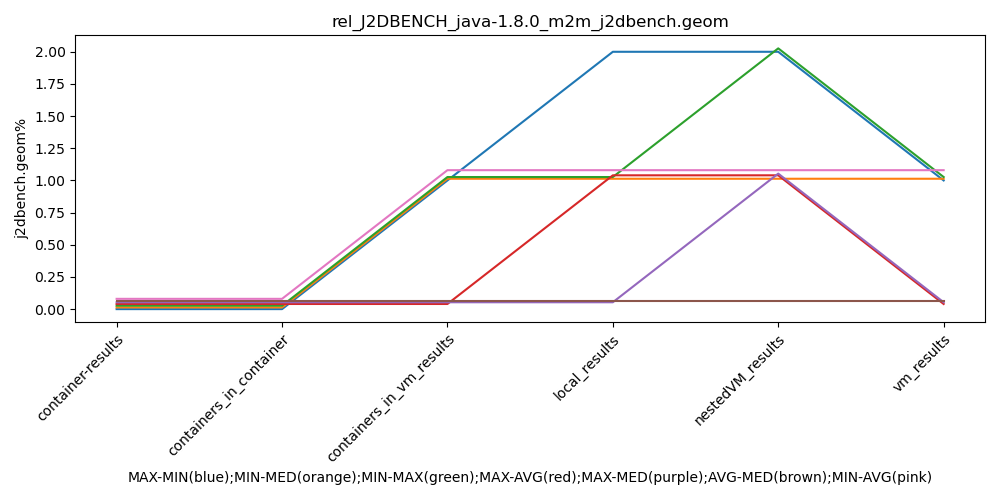 rel_J2DBENCH_java-1.8.0_m2m_j2dbench.geom
j2dbench.geom%
2.00
1.75
1.50
1.25
1.00
0.75
0.50
0.25
0.00
container-results
containers_in_container
containers_in_vm_results
local_results
nestedVM_results
vm_results
MAX-MIN(blue);MIN-MED(orange);MIN-MAX(green);MAX-AVG(red);MAX-MED(purple);AVG-MED(brown);MIN-AVG(pink)